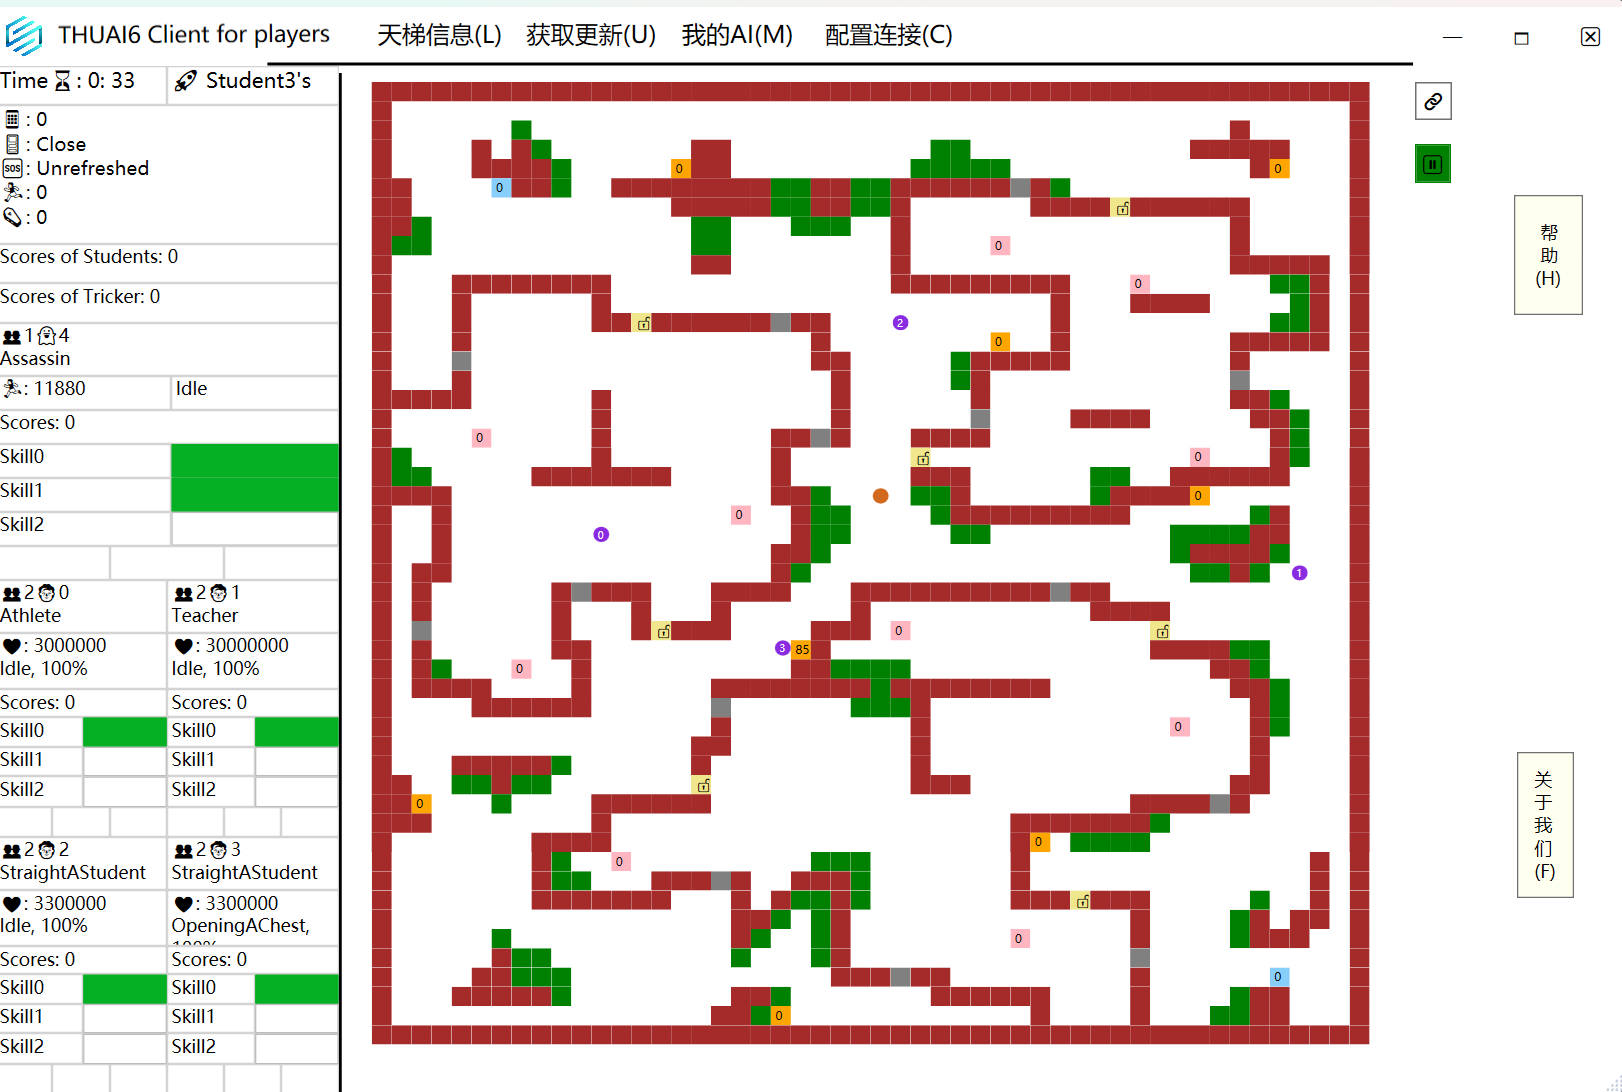 THUAI6 Client for players
天梯信息(L) 获取更新(U) 我的AI(M) 配置连接(C)
Time : 0: 33
Student3's
: 0
: Close
SOS : Unrefreshed
: 0
: 0
Scores of Students: 0
Scores of Tricker: 0
1 4
Assassin
: 11880
Idle
Scores: 0
Skill0
Skill1
Skill2
2 0
Athlete
: 3000000
Idle, 100%
Scores: 0
Skill0
Skill1
Skill2
2 1
Teacher
: 30000000
Idle, 100%
Scores: 0
Skill0
Skill1
Skill2
2 2
StraightAStudent
: 3300000
Idle, 100%
Scores: 0
Skill0
Skill1
Skill2
2 3
StraightAStudent
: 3300000
OpeningAChest,
100%
Scores: 0
Skill0
Skill1
Skill2
0 0
0
0
0
0
2
0
0
0
0
0
0
0
1
0
3 85
0
0
0
0
0
0
0
0
帮
助
(H)
关
于
我
们
(F)